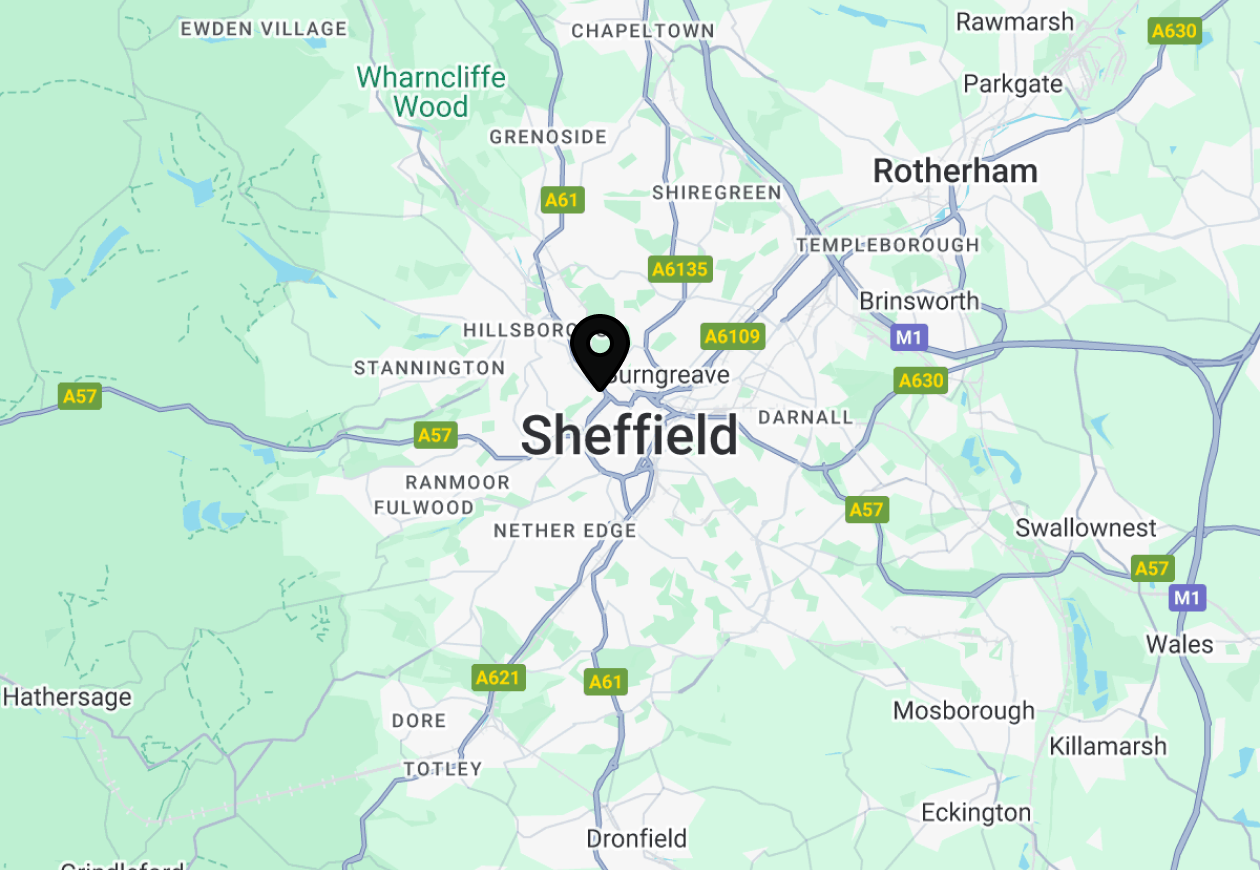 EWDEN VILLAGE
CHAPELTOWN
Rawmarsh
A630
Wharncliffe
Wood
Parkgate
GRENOSIDE
Rotherham
SHIREGREEN
A61
TEMPLEBOROUGH
A6135
Brinsworth
HILLSBORO
A6109
M1
STANNINGTON
Burngreave
A630
A57
DARNALL
A57
Sheffield
RANMOOR
FULWOOD
A57
NETHER EDGE
Swallownest
A57
M1
Wales
A621
A61
Hathersage
DORE
Mosborough
Killamarsh
TOTLEY
Eckington
Dronfield